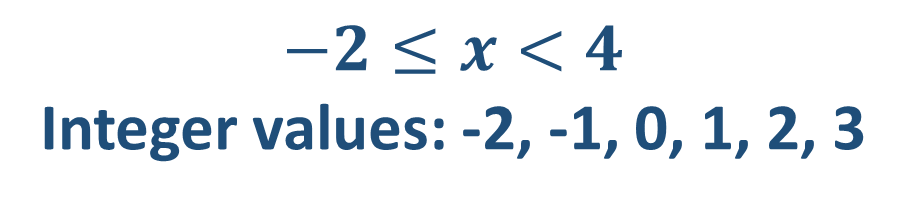 −2 ≤ x < 4
Integer values: -2, -1, 0, 1, 2, 3